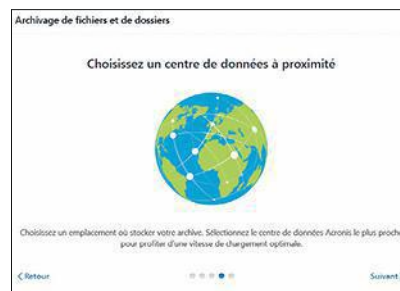 Archivage de fichiers et de dossiers
Choisissez un centre de données à proximité
Choisissez un emplacement où stocker votre archive. Sélectionnez le centre de données Acronis le plus proche
pour profiter d'une vitesse de chargement optimale.
< Retour
Suivant